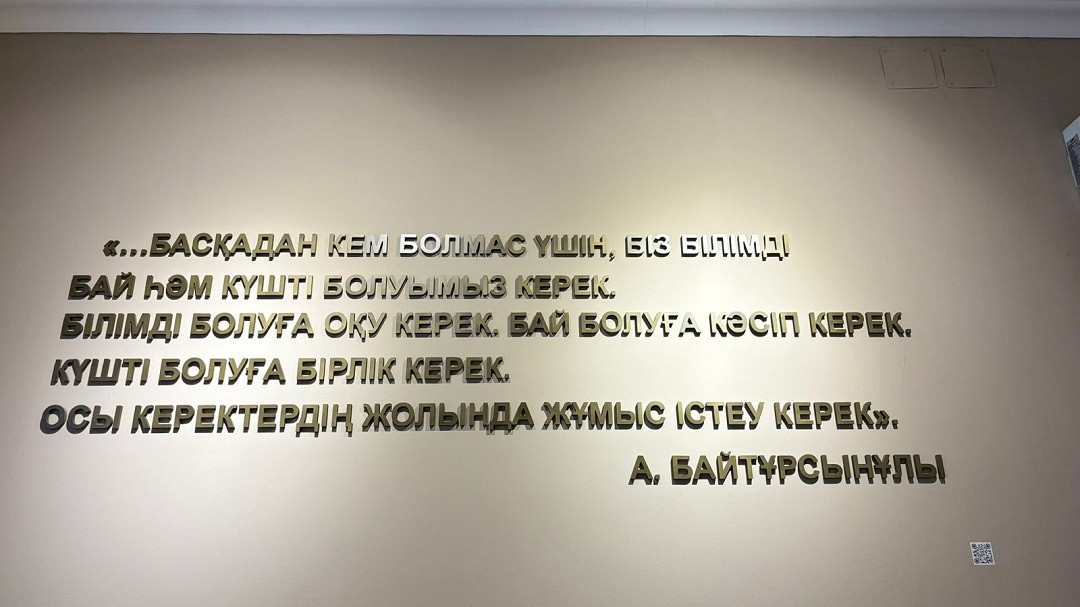 «...БАСҚАДАН КЕМ БОЛМАС ҮШІН, БІЗ БІЛІМДІ
БАЙ ҺӘМ КҮШТІ БОЛУЫМЫЗ КЕРЕК.
БІЛІМДІ БОЛУҒА ОҚУ КЕРЕК. БАЙ БОЛУҒА КӘСІП КЕРЕК.
КҮШТІ БОЛУҒА БІРЛІК КЕРЕК.
ОСЫ КЕРЕКТЕРДІҢ ЖОЛЫНДА ЖҰМЫС ІСТЕУ КЕРЕК».
А. БАЙТҰРСЫНҰЛЫ